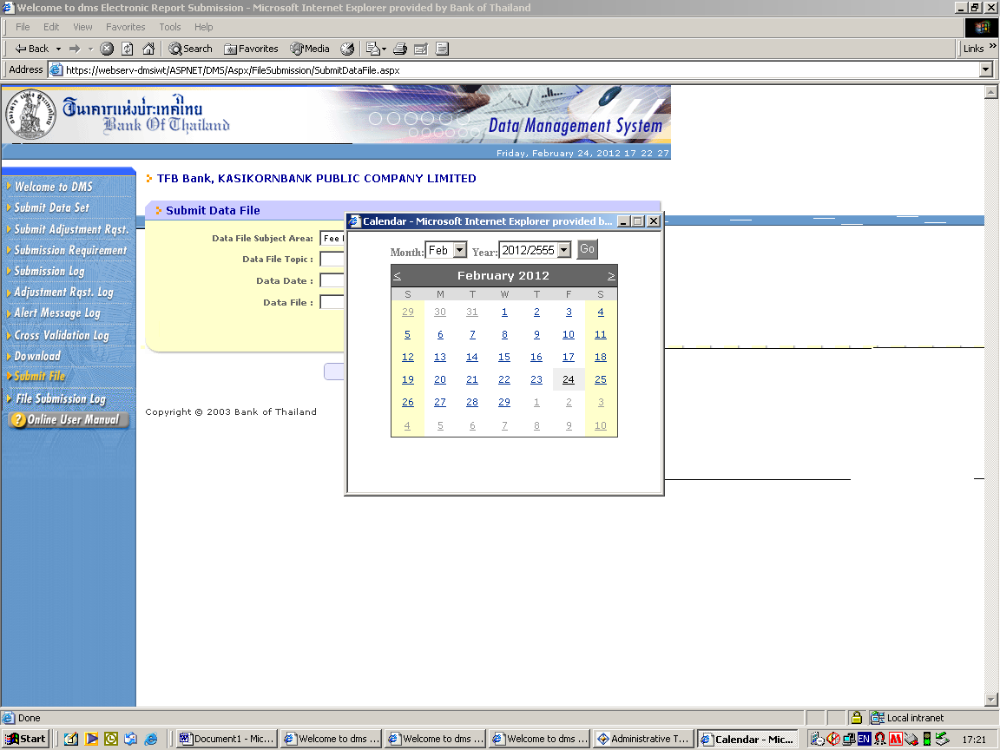 Welcome to dms Electronic Report Submission - Microsoft Internet Explorer provided by Bank of Thailand
File Edit View Favorites Tools Help
Back Search Favorites Media Links »
Address https://webserv-dmsiwt/ASPNET/DMS/Aspx/FileSubmission/SubmitDataFile.aspx
ธนาคารแห่งประเทศไทย
Bank Of Thailand
Data Management System
Friday, February 24, 2012 17 22 27
Welcome to DMS
Submit Data Set
Submit Adjustment Rqst.
Submission Requirement
Submission Log
Adjustment Rqst. Log
Alert Message Log
Cross Validation Log
Download
Submit File
File Submission Log
? Online User Manual
TFB Bank, KASIKORNBANK PUBLIC COMPANY LIMITED
Submit Data File
Data File Subject Area: Fee
Data File Topic :
Data Date :
Data File :
Copyright © 2003 Bank of Thailand
Calendar - Microsoft Internet Explorer provided b...
Month: Feb Year: 2012/2555 Go
< February 2012 >
S M T W T F S
29 30 31 1 2 3 4
5 6 7 8 9 10 11
12 13 14 15 16 17 18
19 20 21 22 23 24 25
26 27 28 29 1 2 3
4 5 6 7 8 9 10
Done Local intranet
Start Document1 - Mic... Welcome to dms ... Welcome to dms ... Welcome to dms ... Administrative T... Calendar - Mic... EN 17:21